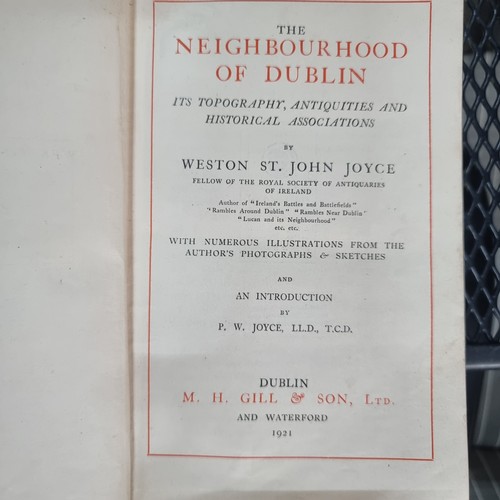 THE
NEIGHBOURHOOD
OF DUBLIN
ITS TOPOGRAPHY, ANTIQUITIES AND
HISTORICAL ASSOCIATIONS
BY
WESTON ST. JOHN JOYCE
FELLOW OF THE ROYAL SOCIETY OF ANTIQUARIES
OF IRELAND
Author of "Ireland's Battles and Battlefields"
"Rambles Around Dublin" "Rambles Near Dublin"
"Lucan and its Neighbourhood"
etc. etc.
WITH NUMEROUS ILLUSTRATIONS FROM THE
AUTHOR'S PHOTOGRAPHS & SKETCHES
AND
AN INTRODUCTION
BY
P. W. JOYCE, LL.D., T.C.D.
DUBLIN
M. H. GILL & SON, LTD.
AND WATERFORD
1921